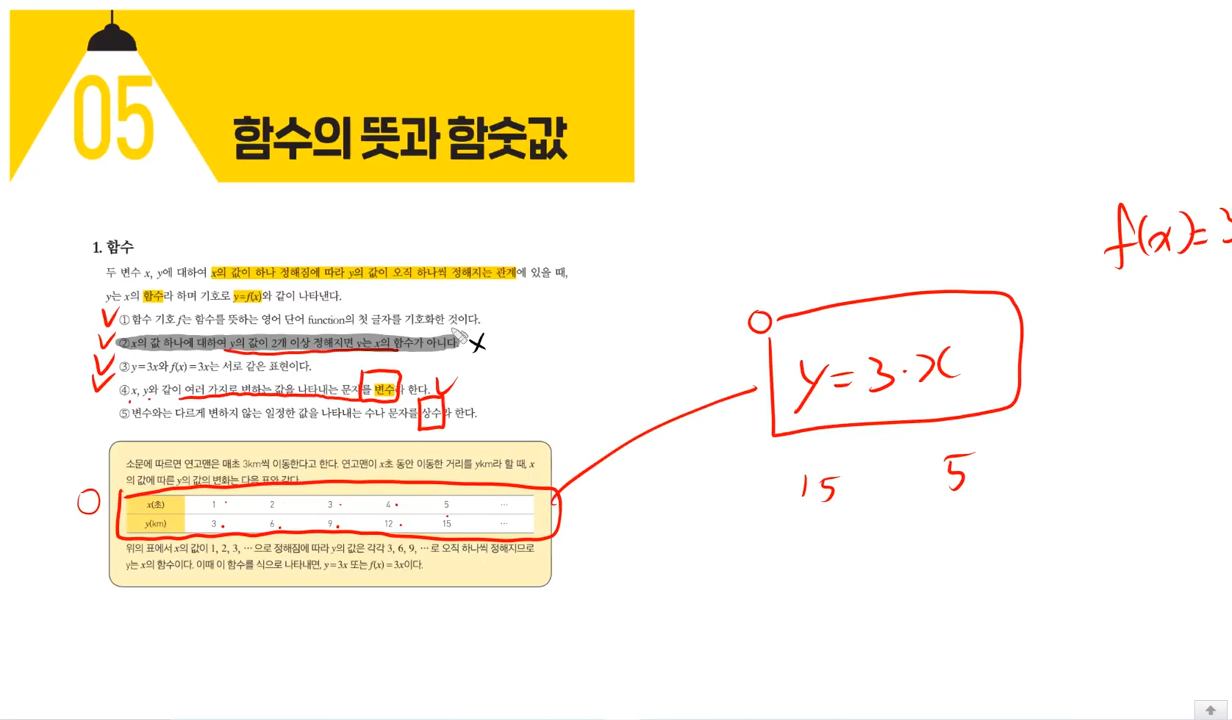 05
함수의 뜻과 함숫값
1. 함수
두 변수 x, y에 대하여 x의 값이 하나 정해짐에 따라 y의 값이 오직 하나씩 정해지는 관계에 있을 때,
y는 x의 함수라 하며 기호로 y=f(x)와 같이 나타낸다.
① 함수 기호 f는 함수를 뜻하는 영어 단어 function의 첫 글자를 기호화한 것이다.
② x의 값 하나에 대하여 y의 값이 2개 이상 정해지면 y는 x의 함수가 아니다
③ y=3x와 f(x)=3x는 서로 같은 표현이다.
④ x, y와 같이 여러 가지로 변하는 값을 나타내는 문자를 변수라 한다.
⑤ 변수와는 다르게 변하지 않는 일정한 값을 나타내는 수나 문자를 상수라 한다.
소문에 따르면 연고맨은 매초 3km씩 이동한다고 한다. 연고맨이 x초 동안 이동한 거리를 ykm라 할 때, x
의 값에 따른 y의 값의 변화는 다음 표와 같다.
x(초) 1 2 3 4 5 ⋯
y(km) 3 6 9 12 15 ⋯
위의 표에서 x의 값이 1, 2, 3, ⋯으로 정해짐에 따라 y의 값은 각각 3, 6, 9, ⋯로 오직 하나씩 정해지므로
y는 x의 함수이다. 이때 이 함수를 식으로 나타내면, y=3x 또는 f(x)=3x이다.
f(x)=3
y=3·x
15 5